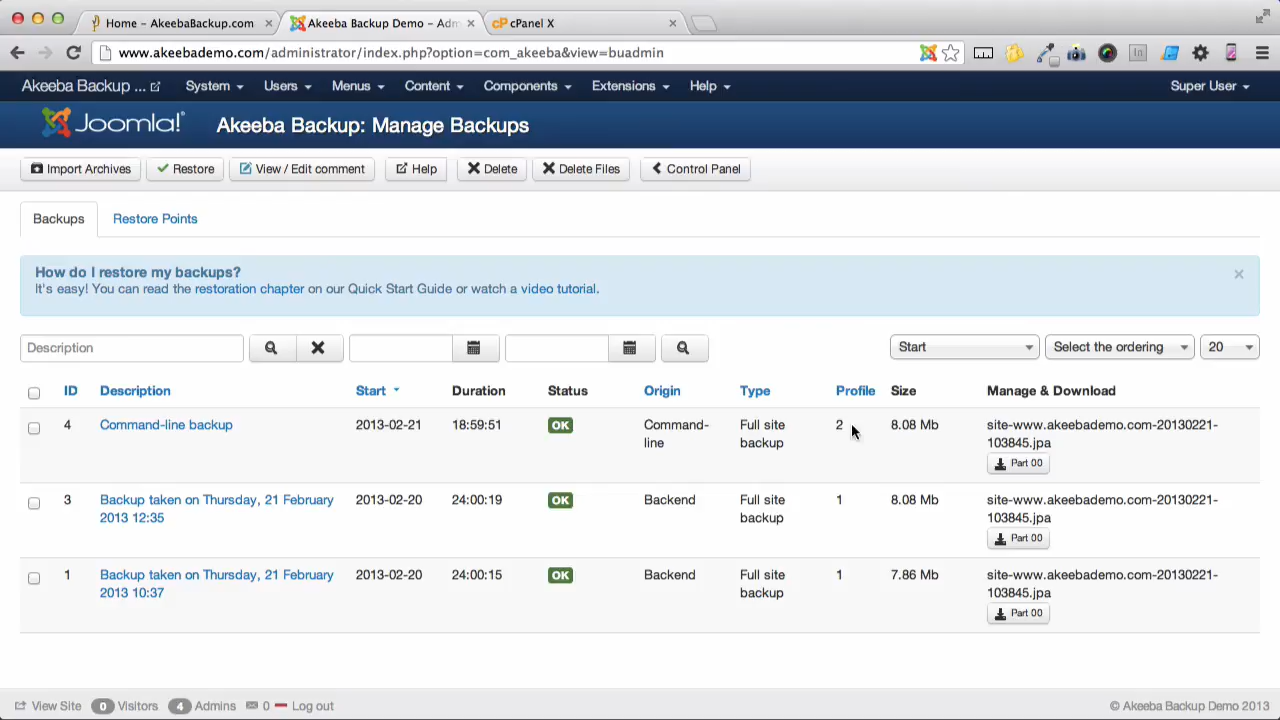 Home – AkeebaBackup.com
Akeeba Backup Demo – Adm
cP cPanel X
www.akeebademo.com/administrator/index.php?option=com_akeeba&view=buadmin
Akeeba Backup ... System Users Menus Content Components Extensions Help Super User
Joomla!® Akeeba Backup: Manage Backups
Import Archives Restore View / Edit comment Help Delete Delete Files Control Panel
Backups Restore Points
How do I restore my backups?
It's easy! You can read the restoration chapter on our Quick Start Guide or watch a video tutorial.
Description Start Select the ordering 20
ID Description Start Duration Status Origin Type Profile Size Manage & Download
4 Command-line backup 2013-02-21 18:59:51 OK Command- Full site 2 8.08 Mb site-www.akeebademo.com-20130221-
line backup 103845.jpa
Part 00
3 Backup taken on Thursday, 21 February 2013-02-20 24:00:19 OK Backend Full site 1 8.08 Mb site-www.akeebademo.com-20130221-
2013 12:35 backup 103845.jpa
Part 00
1 Backup taken on Thursday, 21 February 2013-02-20 24:00:15 OK Backend Full site 1 7.86 Mb site-www.akeebademo.com-20130221-
2013 10:37 backup 103845.jpa
Part 00
View Site 0 Visitors 4 Admins 0 Log out © Akeeba Backup Demo 2013